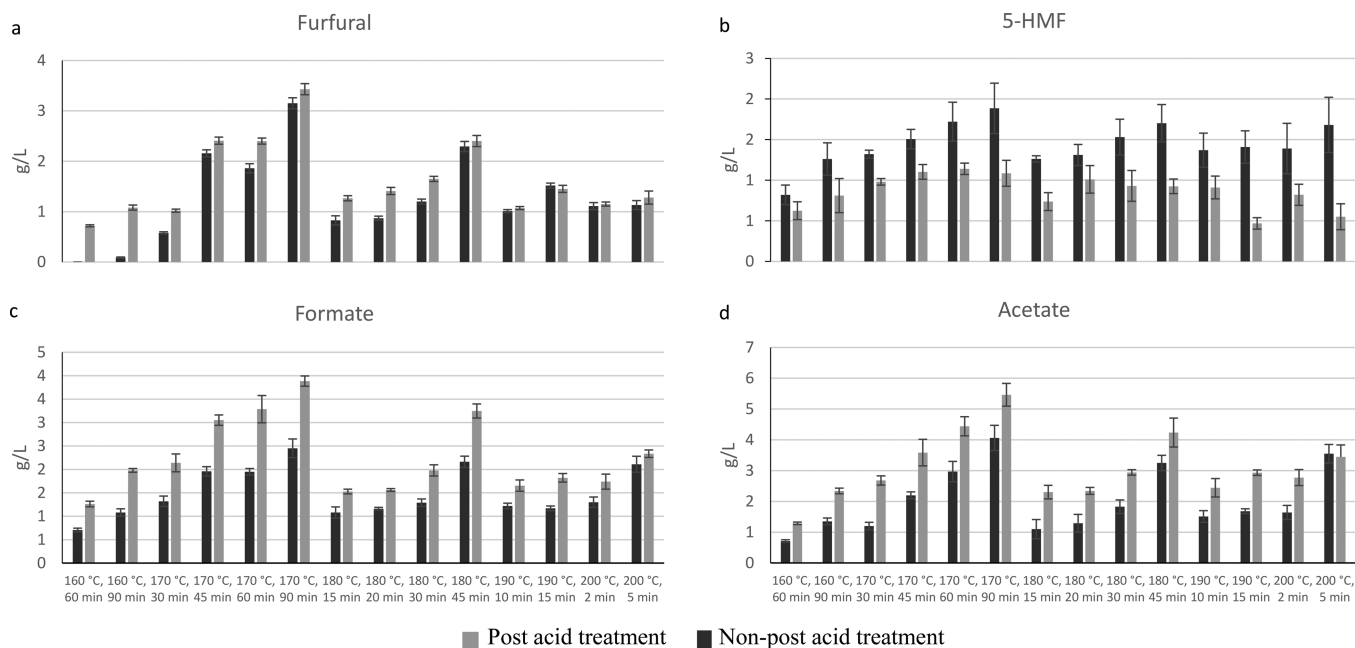 a
Furfural
g/L
4
3
3
2
2
1
1
0
b
5-HMF
g/L
3
2
2
1
1
0
c
Formate
g/L
5
4
4
3
3
2
2
1
1
0
160 °C, 160 °C, 170 °C, 170 °C, 170 °C, 170 °C, 180 °C, 180 °C, 180 °C, 180 °C, 190 °C, 190 °C, 200 °C, 200 °C,
60 min 90 min 30 min 45 min 60 min 90 min 15 min 20 min 30 min 45 min 10 min 15 min 2 min 5 min
d
Acetate
g/L
7
6
5
4
3
2
1
0
160 °C, 160 °C, 170 °C, 170 °C, 170 °C, 170 °C, 180 °C, 180 °C, 180 °C, 180 °C, 190 °C, 190 °C, 200 °C, 200 °C,
60 min 90 min 30 min 45 min 60 min 90 min 15 min 20 min 30 min 45 min 10 min 15 min 2 min 5 min
Post acid treatment Non-post acid treatment